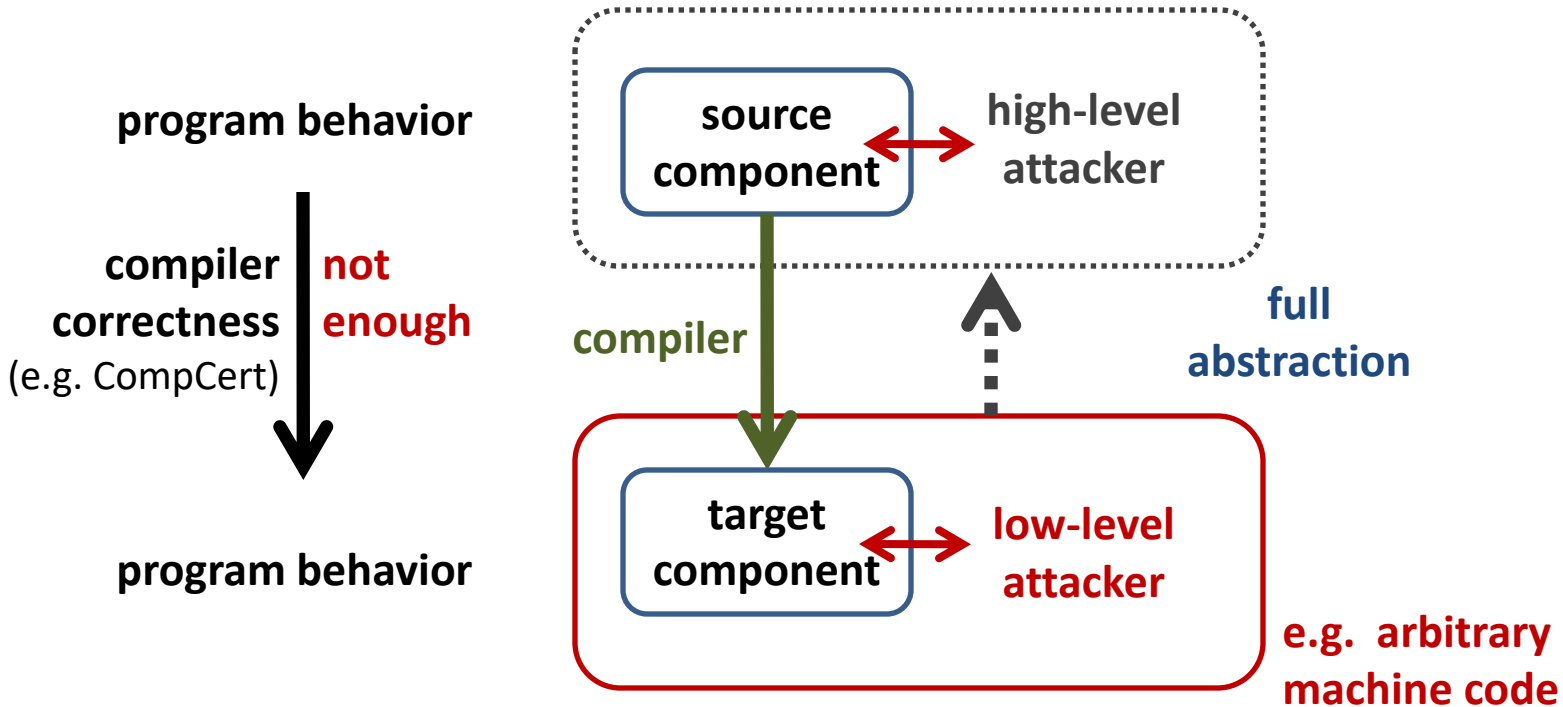 program behavior
compiler
correctness
(e.g. CompCert)
not
enough
program behavior
source
component
high-level
attacker
compiler
full
abstraction
target
component
low-level
attacker
e.g. arbitrary
machine code